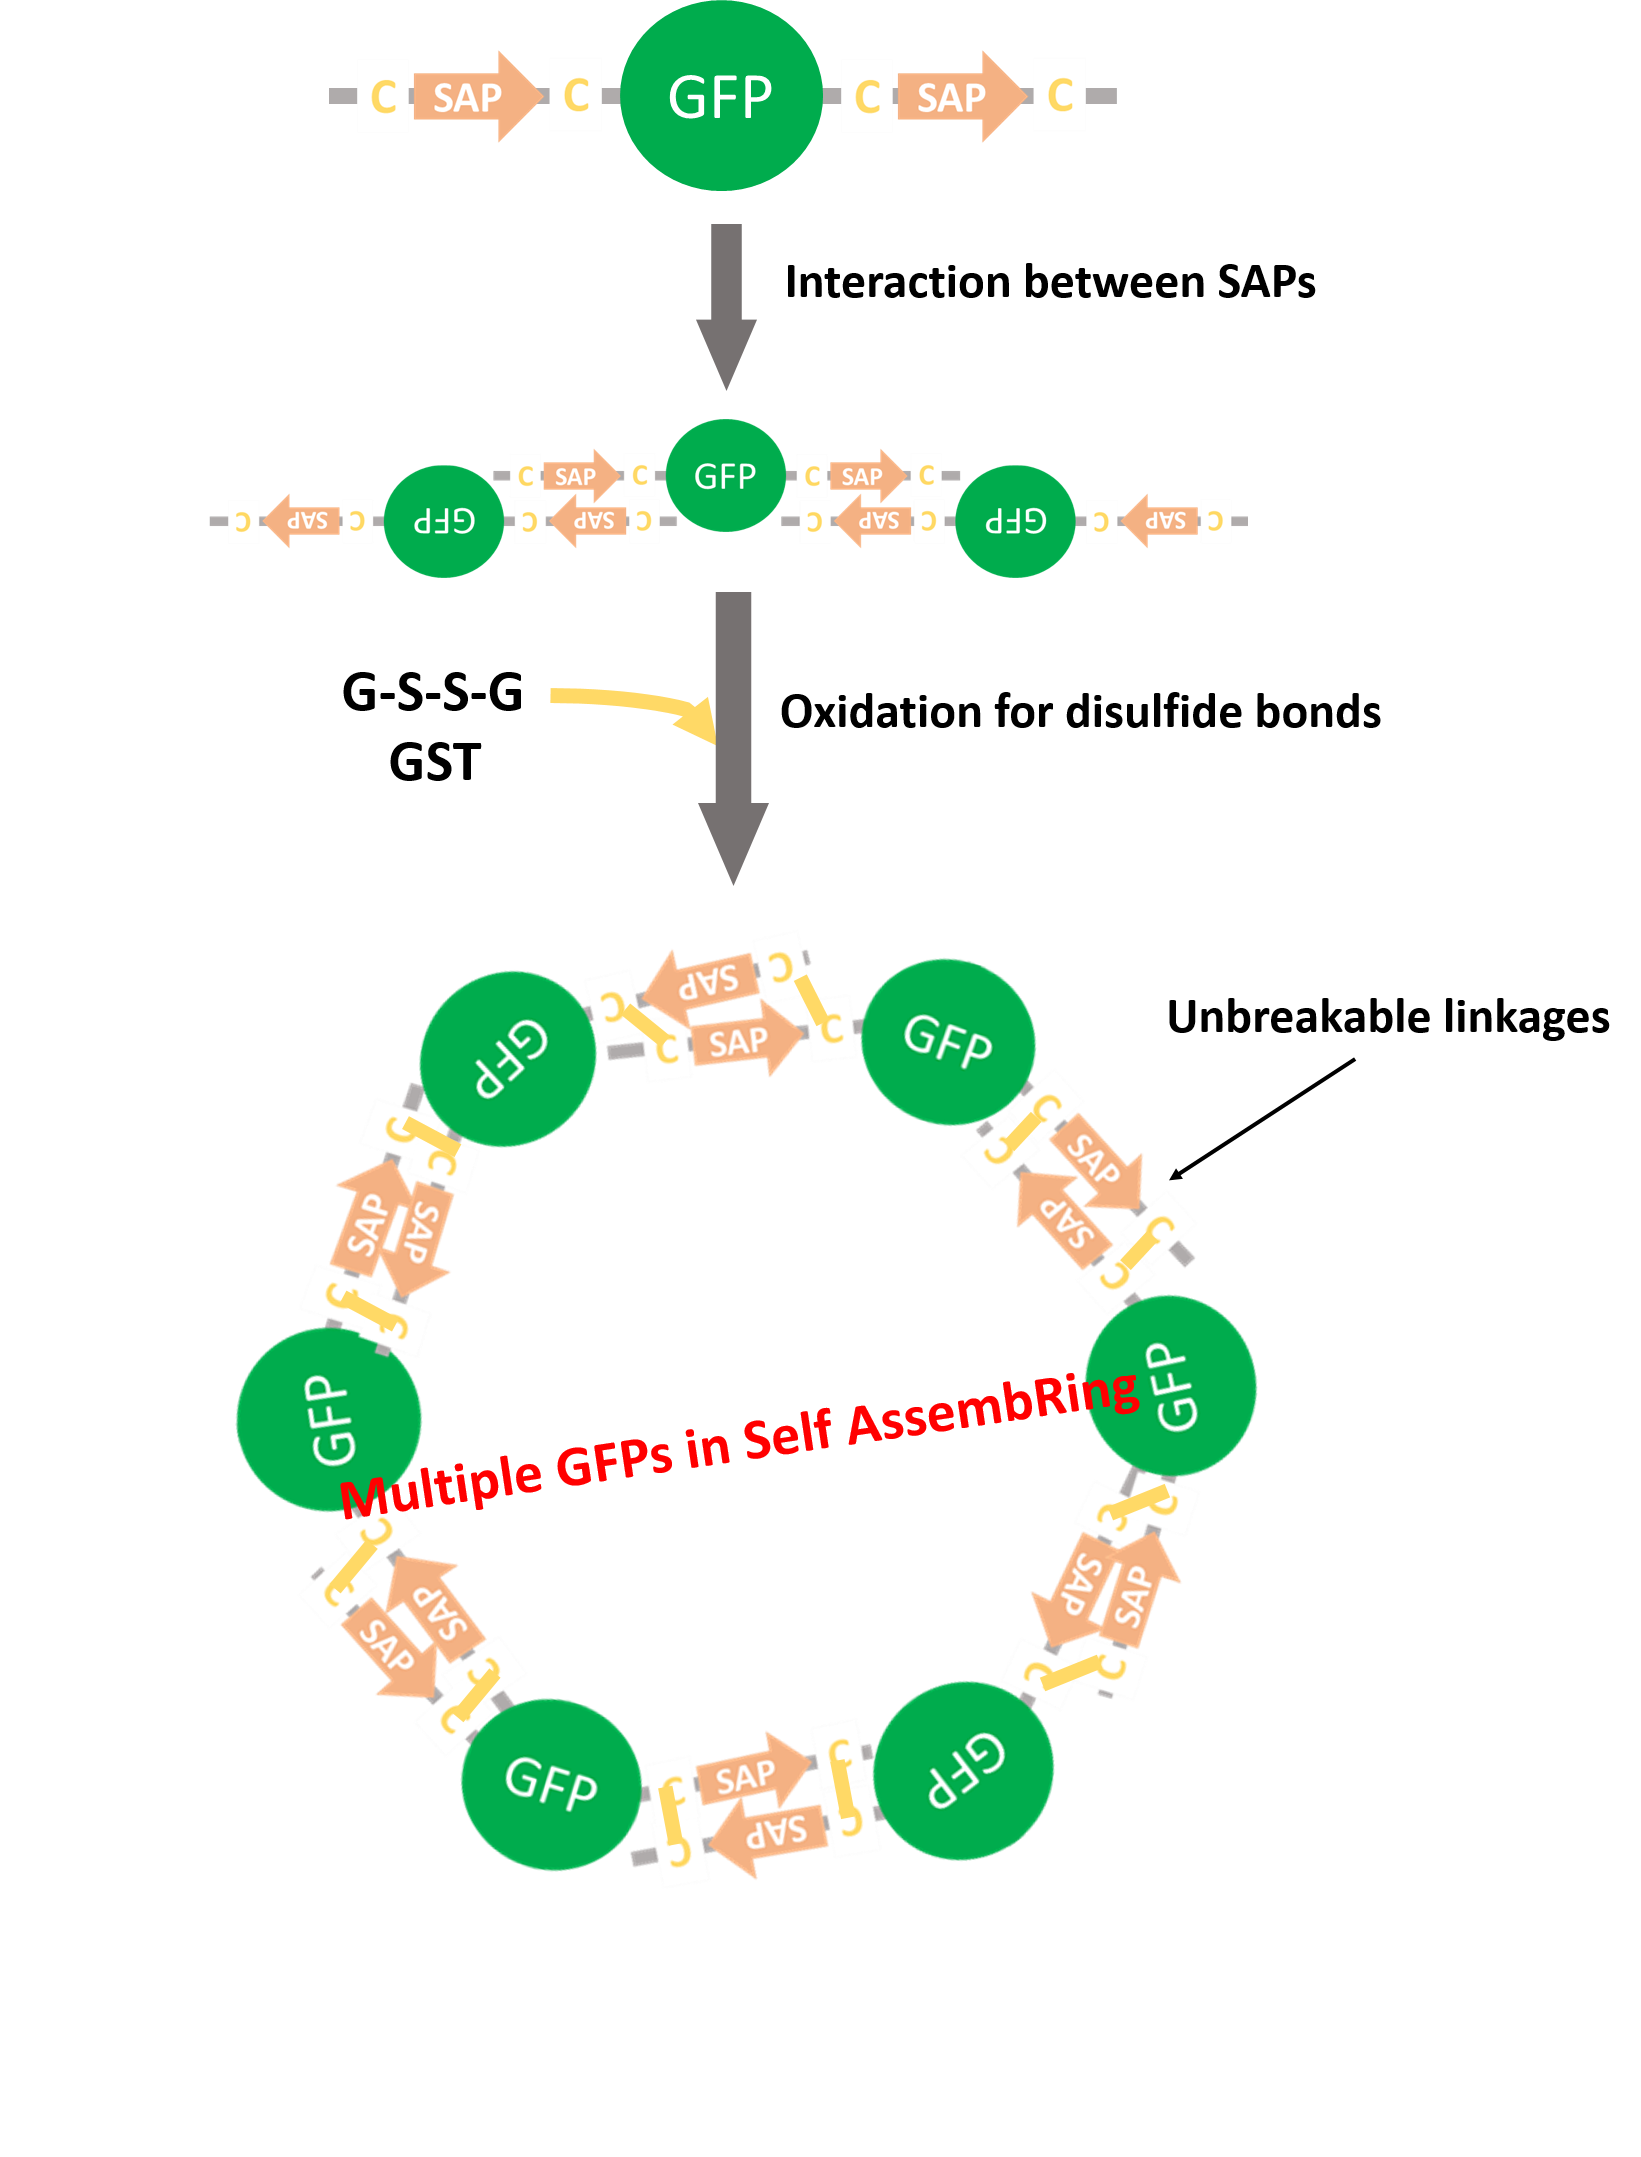 C SAP C GFP C SAP C
Interaction between SAPs
C SAP C GFP C SAP C
C SAP C GFP C SAP C C SAP C GFP C SAP C
G-S-S-G
GST
Oxidation for disulfide bonds
Unbreakable linkages
C SAP C
C SAP C
GFP
GFP
C SAP C
C SAP C
C SAP C
C SAP C
GFP
GFP
Multiple GFPs in Self AssembRing
C SAP C
C SAP C
C SAP C
C SAP C
GFP
GFP
C SAP C
C SAP C